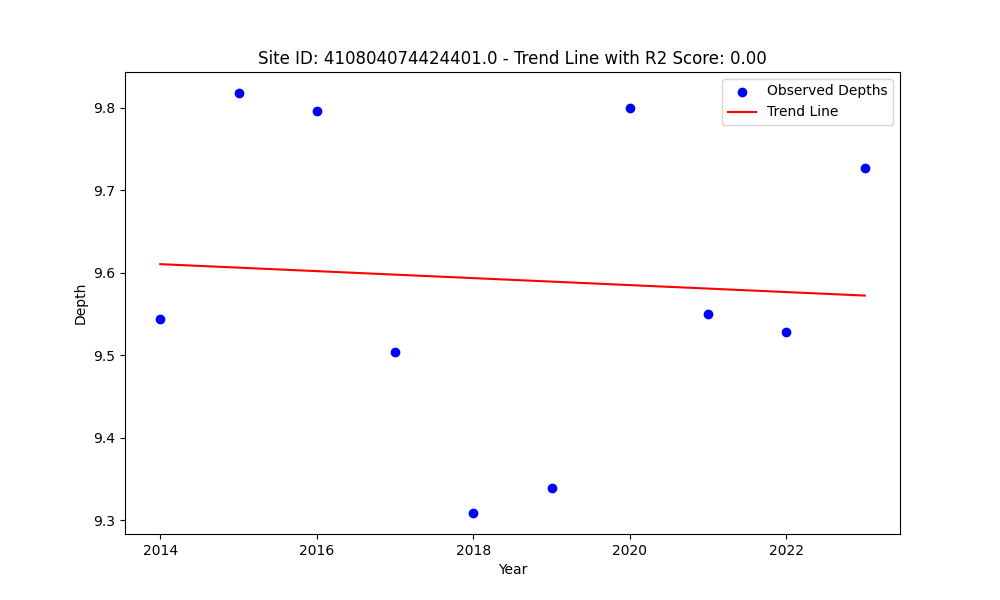 Site ID: 410804074424401.0 - Trend Line with R2 Score: 0.00
Observed Depths
Trend Line
9.8
9.7
9.6
9.5
9.4
9.3
Depth
2014
2016
2018
2020
2022
Year